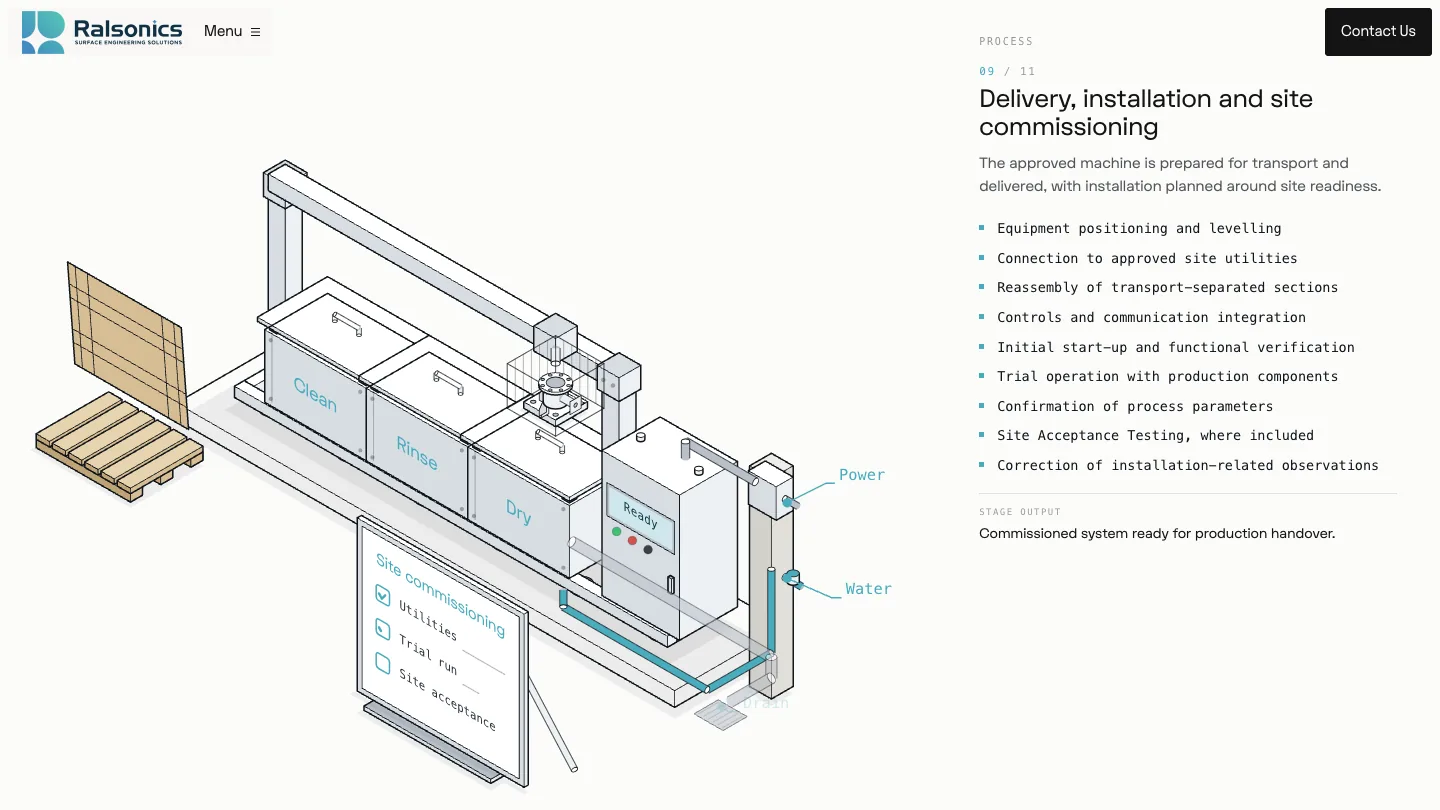 Ralsonics
SURFACE ENGINEERING SOLUTIONS
Menu
Contact Us
PROCESS
09 / 11
Delivery, installation and site
commissioning
The approved machine is prepared for transport and
delivered, with installation planned around site readiness.
Equipment positioning and levelling
Connection to approved site utilities
Reassembly of transport-separated sections
Controls and communication integration
Initial start-up and functional verification
Trial operation with production components
Confirmation of process parameters
Site Acceptance Testing, where included
Correction of installation-related observations
STAGE OUTPUT
Commissioned system ready for production handover.
Clean
Rinse
Dry
Ready
Power
Water
Drain
Site commissioning
Utilities
Trial run
Site acceptance